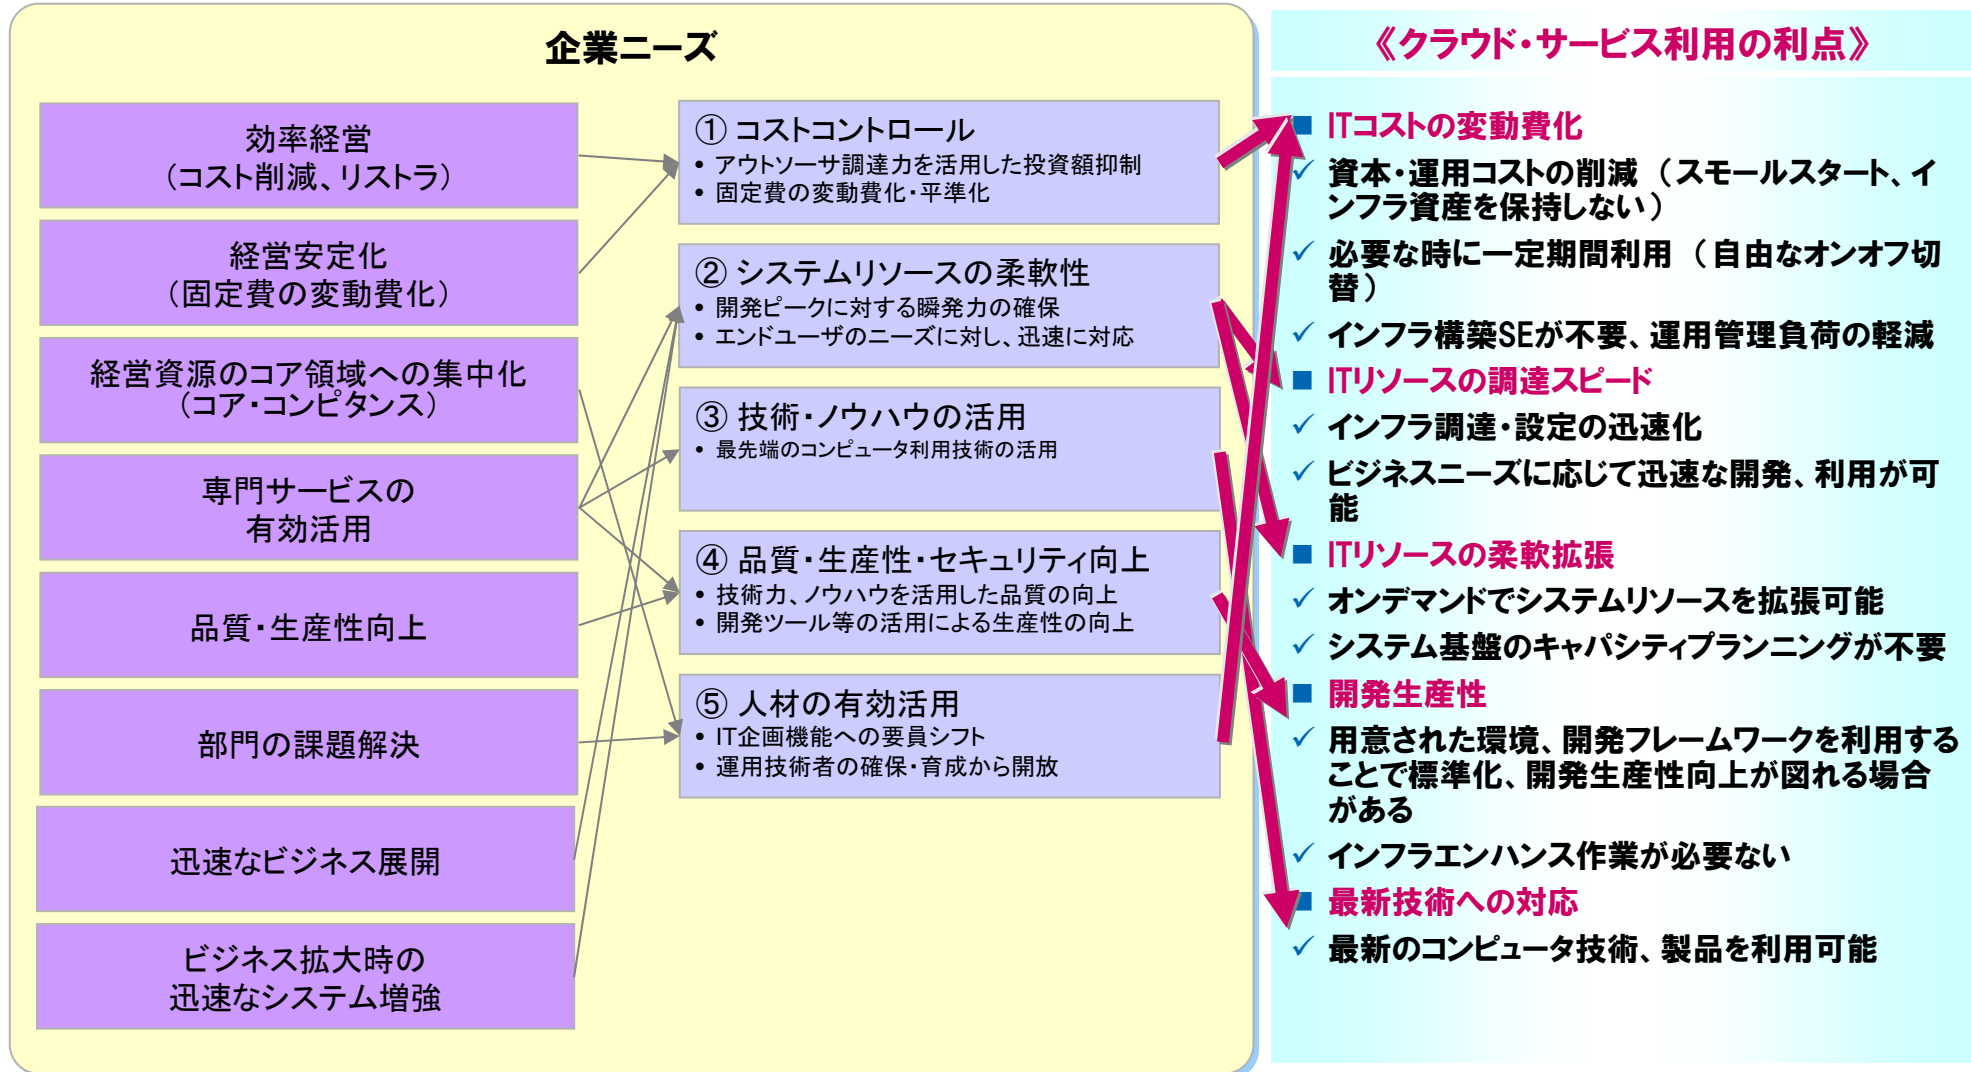 企業ニーズ
効率経営
（コスト削減、リストラ）
経営安定化
（固定費の変動費化）
経営資源のコア領域への集中化
（コア・コンピタンス）
専門サービスの
有効活用
品質・生産性向上
部門の課題解決
迅速なビジネス展開
ビジネス拡大時の
迅速なシステム増強
① コストコントロール
• アウトソーサ調達力を活用した投資額抑制
• 固定費の変動費化・平準化
② システムリソースの柔軟性
• 開発ピークに対する瞬発力の確保
• エンドユーザのニーズに対し、迅速に対応
③ 技術・ノウハウの活用
• 最先端のコンピュータ利用技術の活用
④ 品質・生産性・セキュリティ向上
• 技術力、ノウハウを活用した品質の向上
• 開発ツール等の活用による生産性の向上
⑤ 人材の有効活用
• IT企画機能への要員シフト
• 運用技術者の確保・育成から開放
《クラウド・サービス利用の利点》
■ ITコストの変動費化
✓ 資本・運用コストの削減（スモールスタート、イ
ンフラ資産を保持しない）
✓ 必要な時に一定期間利用（自由なオンオフ切
替）
✓ インフラ構築SEが不要、運用管理負荷の軽減
■ ITリソースの調達スピード
✓ インフラ調達・設定の迅速化
✓ ビジネスニーズに応じて迅速な開発、利用が可
能
■ ITリソースの柔軟拡張
✓ オンデマンドでシステムリソースを拡張可能
✓ システム基盤のキャパシティプランニングが不要
■ 開発生産性
✓ 用意された環境、開発フレームワークを利用する
ことで標準化、開発生産性向上が図れる場合
がある
✓ インフラエンハンス作業が必要ない
■ 最新技術への対応
✓ 最新のコンピュータ技術、製品を利用可能